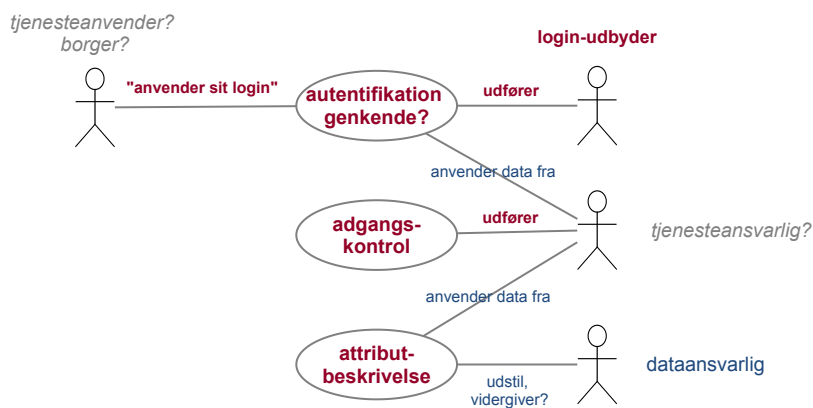 tjenesteanvender?
borger?
login-udbyder
"anvender sit login"
autentifikation
genkende?
udfører
anvender data fra
adgangs-
kontrol
udfører
tjenesteansvarlig?
anvender data fra
attribut-
beskrivelse
udstil,
vidergiver?
dataansvarlig